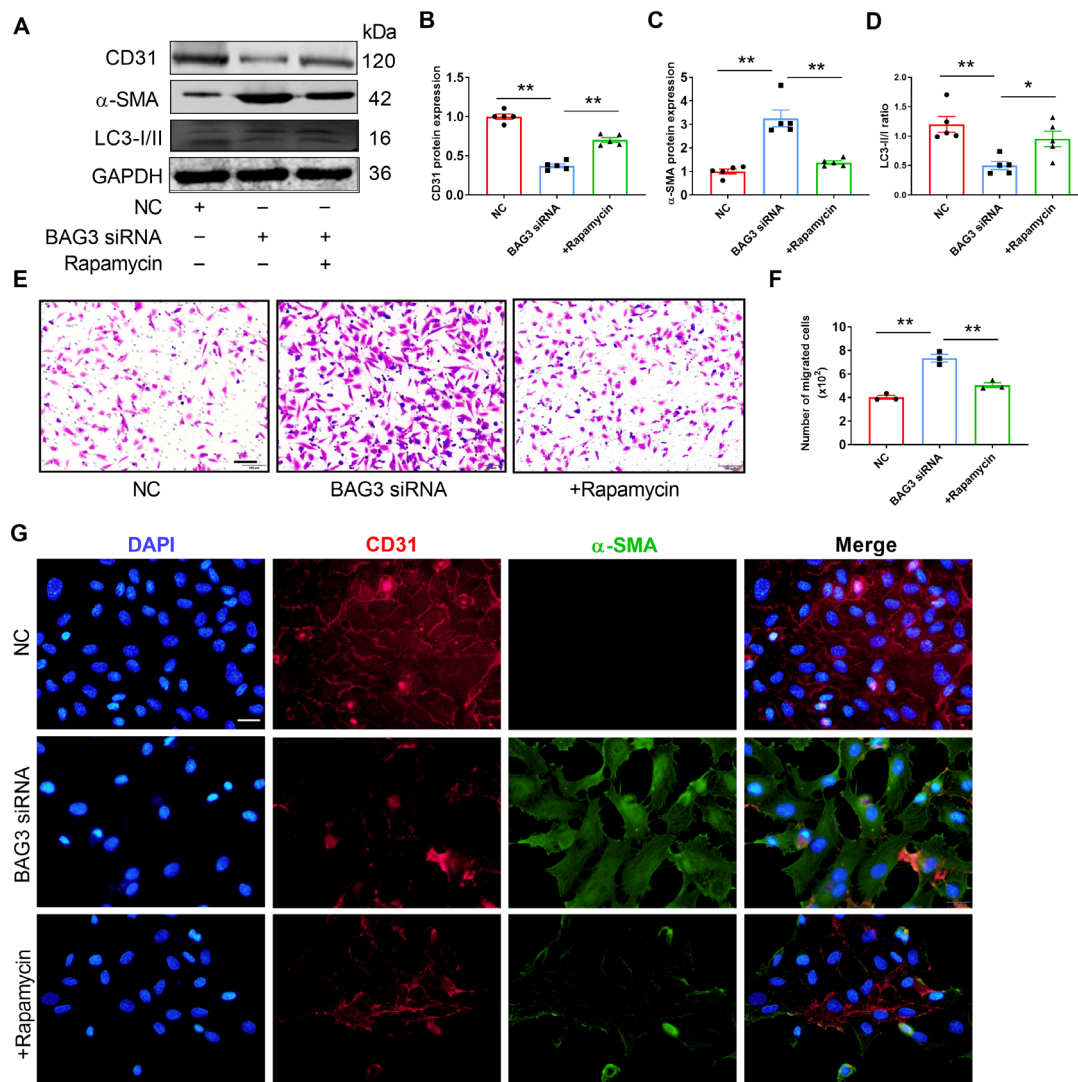 A
kDa
CD31
120
α-SMA
42
LC3-I/II
16
GAPDH
36
NC + − −
BAG3 siRNA − + +
Rapamycin − − +
B
CD31 protein expression
1.5
1.0
0.5
0.0
**
**
NC
BAG3 siRNA
+Rapamycin
C
α-SMA protein expression
5
4
3
2
1
0
**
**
NC
BAG3 siRNA
+Rapamycin
D
LC3-II/I ratio
2.0
1.5
1.0
0.5
0.0
**
*
NC
BAG3 siRNA
+Rapamycin
E
NC
BAG3 siRNA
+Rapamycin
F
Number of migrated cells
(x10²)
10
8
6
4
2
0
**
**
NC
BAG3 siRNA
+Rapamycin
G
DAPI
CD31
α-SMA
Merge
NC
BAG3 siRNA
+Rapamycin